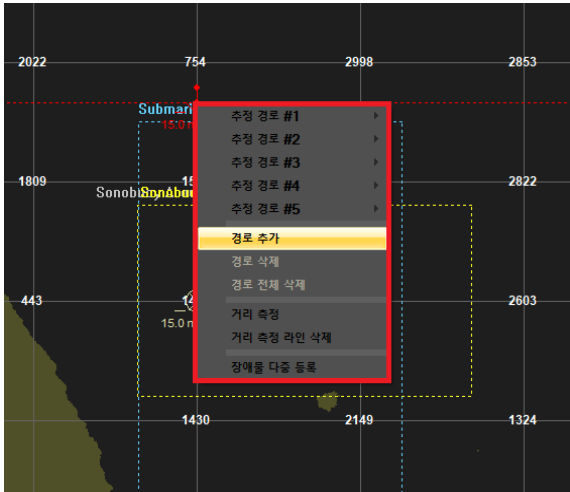 2022 754 2998 2853
Submari
15.0 n
추정 경로 #1
추정 경로 #2
추정 경로 #3
추정 경로 #4
추정 경로 #5
1809 15 2822
경로 추가
경로 삭제
경로 전체 삭제
443 14 2603
15.0 n
거리 측정
거리 측정 라인 삭제
장애물 다중 등록
1430 2149 1324